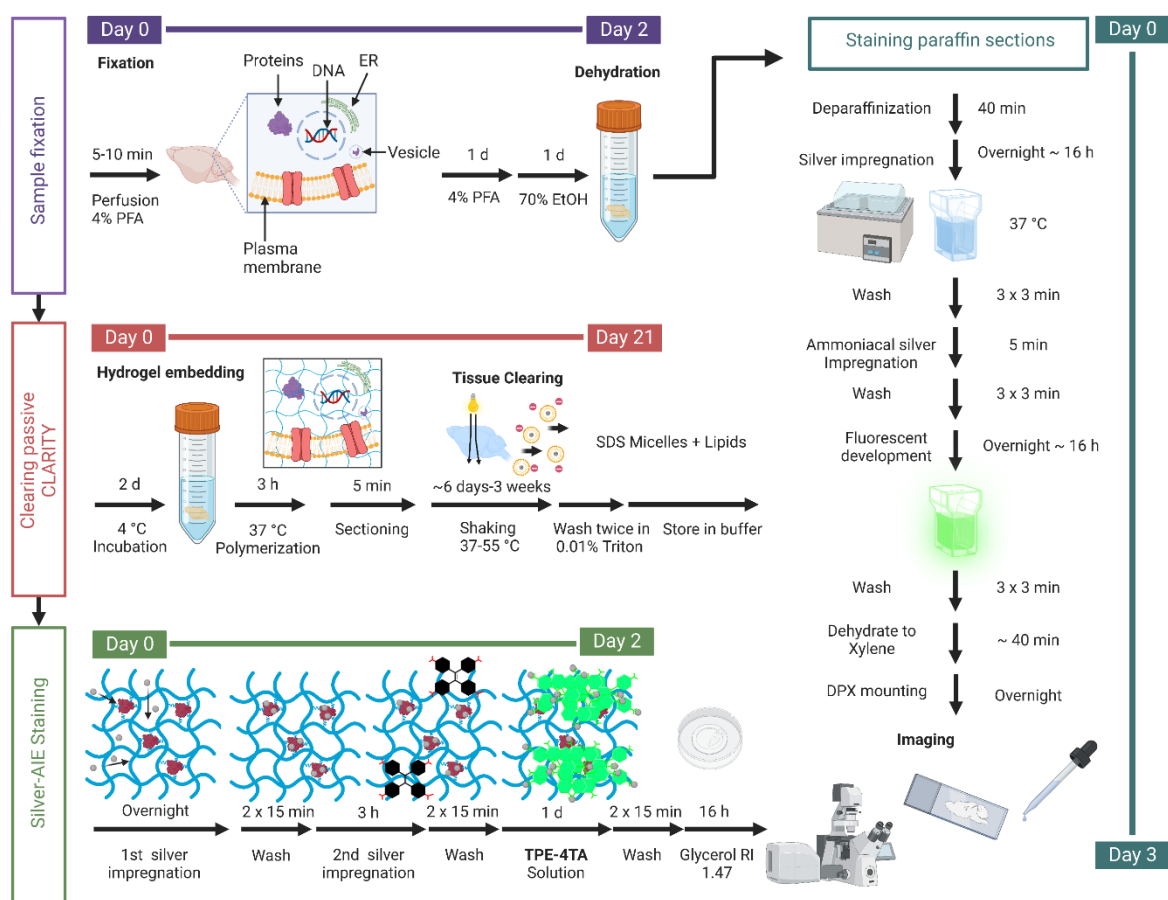 Day 0
Day 2
Sample fixation
Fixation
Proteins
DNA
ER
Vesicle
Plasma
membrane
5-10 min
Perfusion
4% PFA
1 d
4% PFA
1 d
70% EtOH
Dehydration
Clearing passive
CLARITY
Day 0
Day 21
Hydrogel embedding
2 d
4 °C
Incubation
3 h
37 °C
Polymerization
5 min
Sectioning
Tissue Clearing
SDS Micelles + Lipids
~6 days-3 weeks
Shaking
37-55 °C
Wash twice in
0.01% Triton
Store in buffer
Silver-AIE Staining
Day 0
Day 2
Overnight
1st silver
impregnation
2 x 15 min
Wash
3 h
2nd silver
impregnation
2 x 15 min
Wash
1 d
TPE-4TA
Solution
2 x 15 min
Wash
16 h
Glycerol RI
1.47
Staining paraffin sections
Day 0
Deparaffinization
40 min
Silver impregnation
Overnight ~ 16 h
37 °C
Wash
3 x 3 min
Ammoniacal silver
Impregnation
5 min
Wash
3 x 3 min
Fluorescent
development
Overnight ~ 16 h
Wash
3 x 3 min
Dehydrate to
Xylene
~ 40 min
DPX mounting
Overnight
Imaging
Day 3